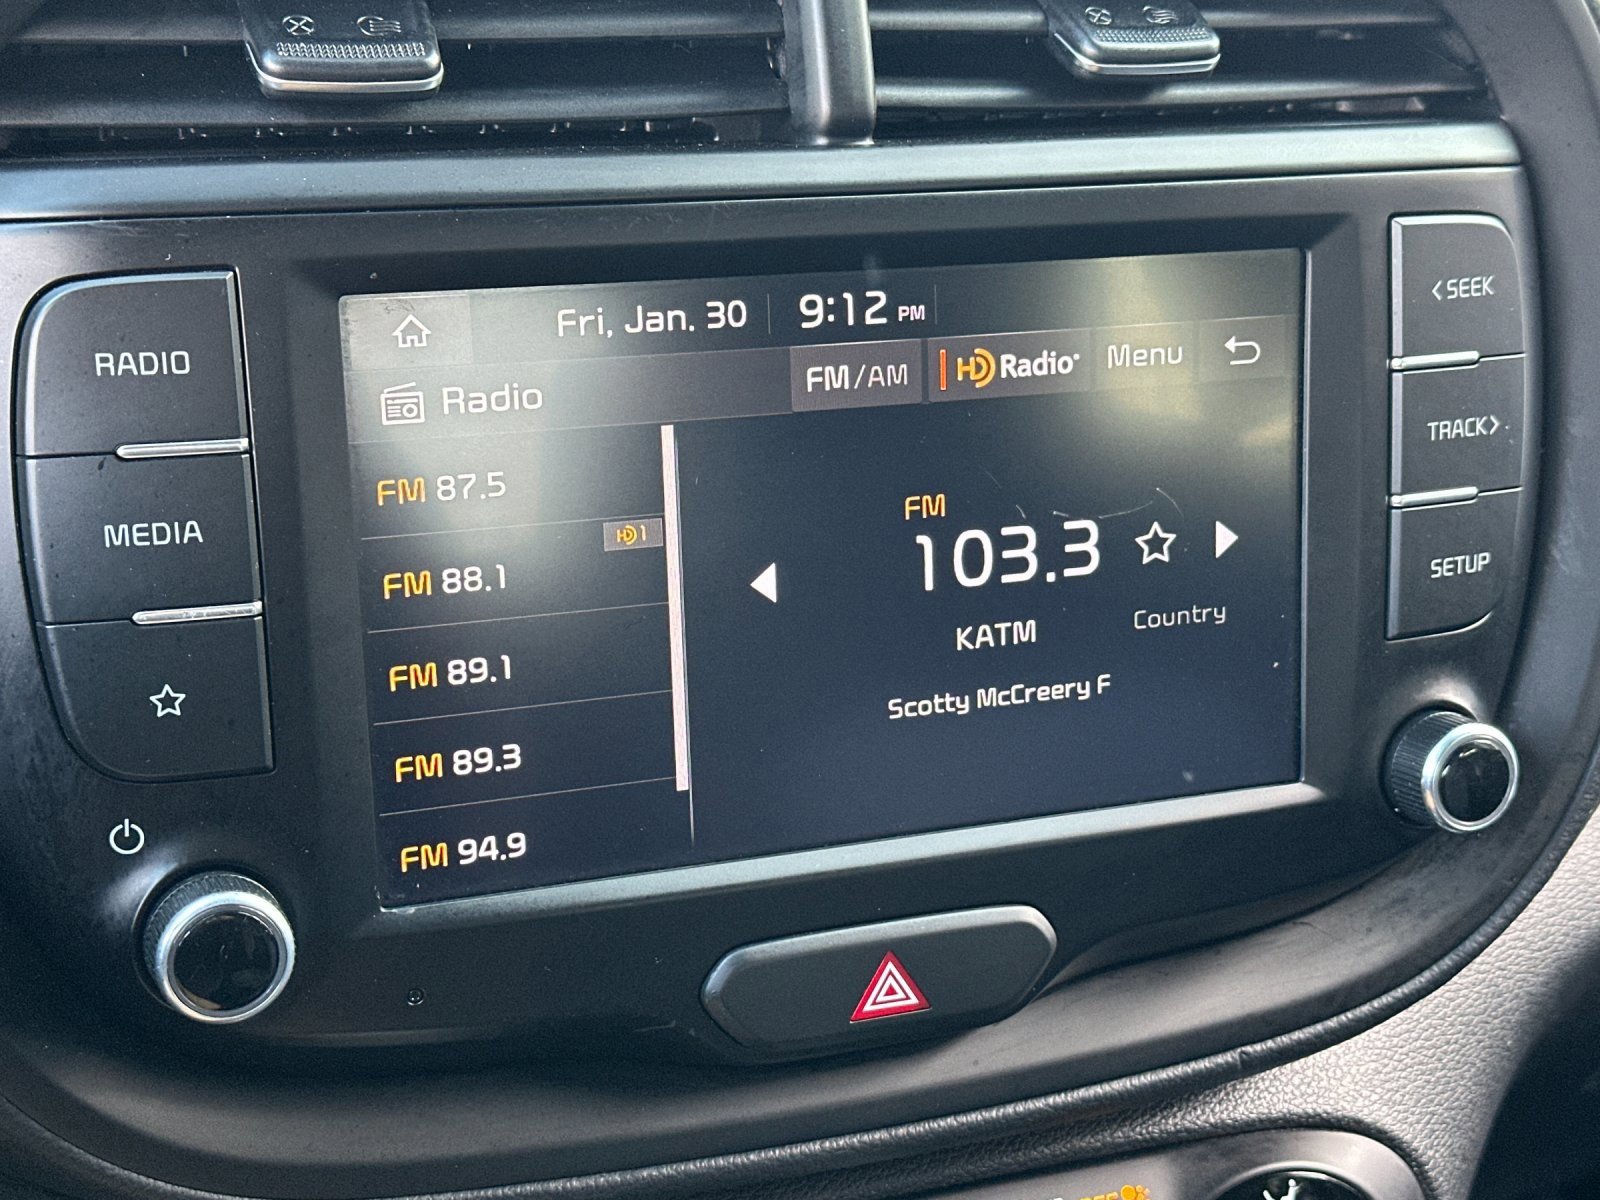 Fri, Jan. 30 9:12 PM
Radio FM/AM HD Radio Menu
FM 87.5
HD1
FM 88.1
FM 89.1
FM 89.3
FM 94.9
FM
103.3
KATM
Country
Scotty McCreery F
RADIO
MEDIA
<SEEK
TRACK>
SETUP